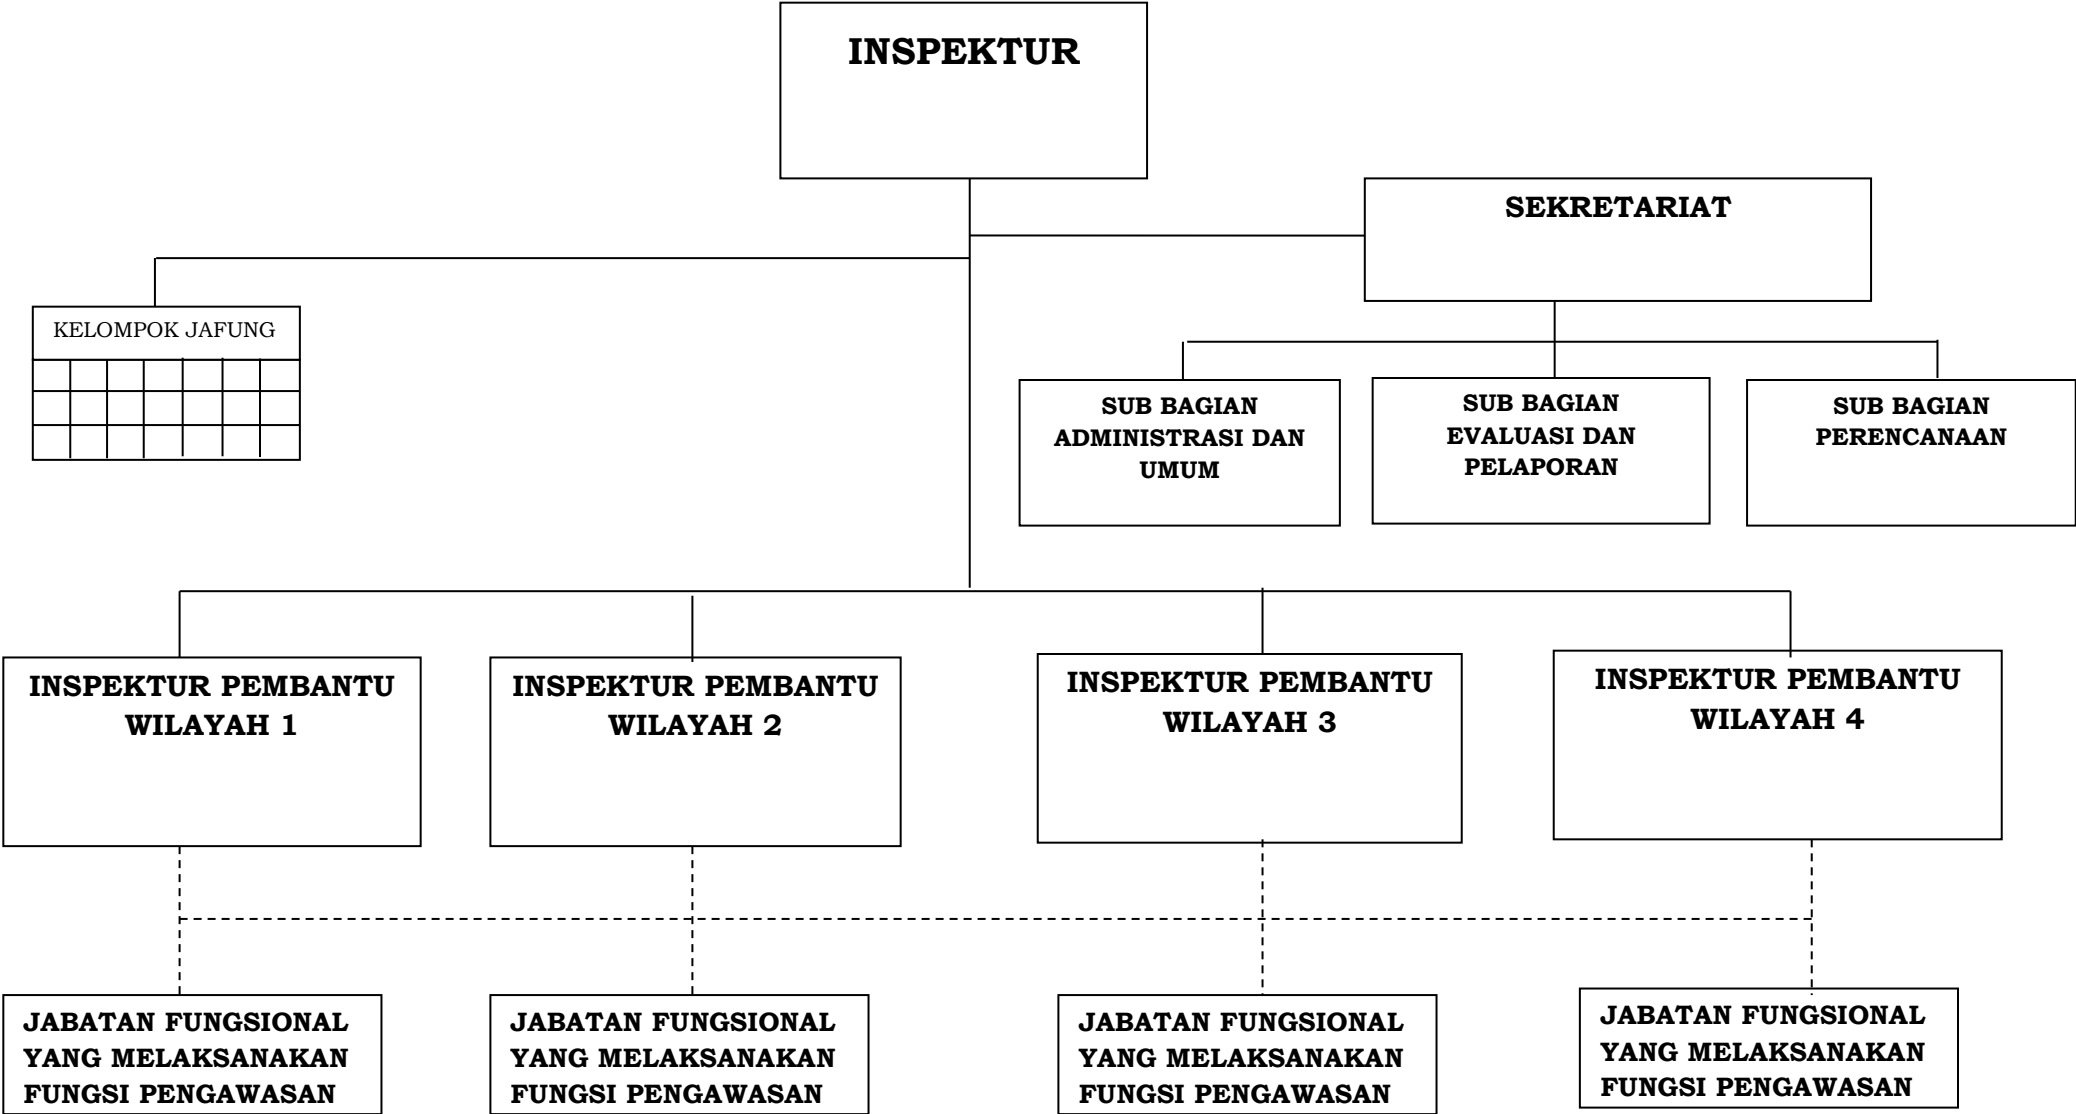 INSPEKTUR
SEKRETARIAT
KELOMPOK JAFUNG
SUB BAGIAN
ADMINISTRASI DAN
UMUM
SUB BAGIAN
EVALUASI DAN
PELAPORAN
SUB BAGIAN
PERENCANAAN
INSPEKTUR PEMBANTU
WILAYAH 1
INSPEKTUR PEMBANTU
WILAYAH 2
INSPEKTUR PEMBANTU
WILAYAH 3
INSPEKTUR PEMBANTU
WILAYAH 4
JABATAN FUNGSIONAL
YANG MELAKSANAKAN
FUNGSI PENGAWASAN
JABATAN FUNGSIONAL
YANG MELAKSANAKAN
FUNGSI PENGAWASAN
JABATAN FUNGSIONAL
YANG MELAKSANAKAN
FUNGSI PENGAWASAN
JABATAN FUNGSIONAL
YANG MELAKSANAKAN
FUNGSI PENGAWASAN